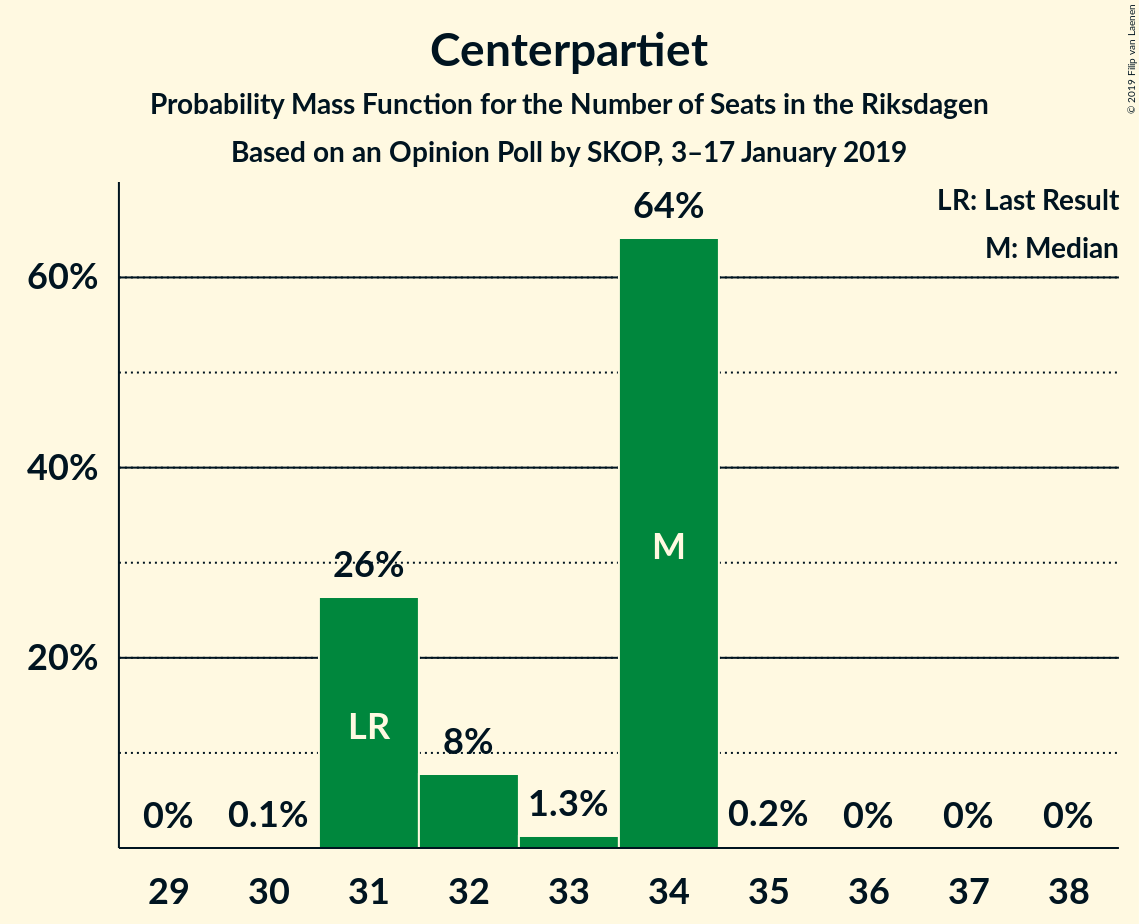 Centerpartiet
Probability Mass Function for the Number of Seats in the Riksdagen
Based on an Opinion Poll by SKOP, 3–17 January 2019
© 2019 Filip van Laenen
LR: Last Result
M: Median
64%
60%
40%
M
26%
20%
LR
8%
0%
0.1%
1.3%
0.2%
0%
0%
0%
29
30
31
32
33
34
35
36
37
38